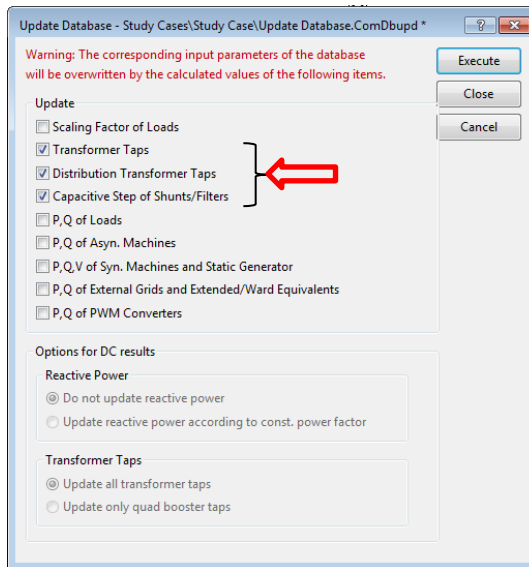 Update Database - Study Cases\Study Case\Update Database.ComDbupd *
Warning: The corresponding input parameters of the database
will be overwritten by the calculated values of the following items.
Execute
Close
Cancel
Update
Scaling Factor of Loads
Transformer Taps
Distribution Transformer Taps
Capacitive Step of Shunts/Filters
P,Q of Loads
P,Q of Asyn. Machines
P,Q,V of Syn. Machines and Static Generator
P,Q of External Grids and Extended/Ward Equivalents
P,Q of PWM Converters
Options for DC results
Reactive Power
Do not update reactive power
Update reactive power according to const. power factor
Transformer Taps
Update all transformer taps
Update only quad booster taps